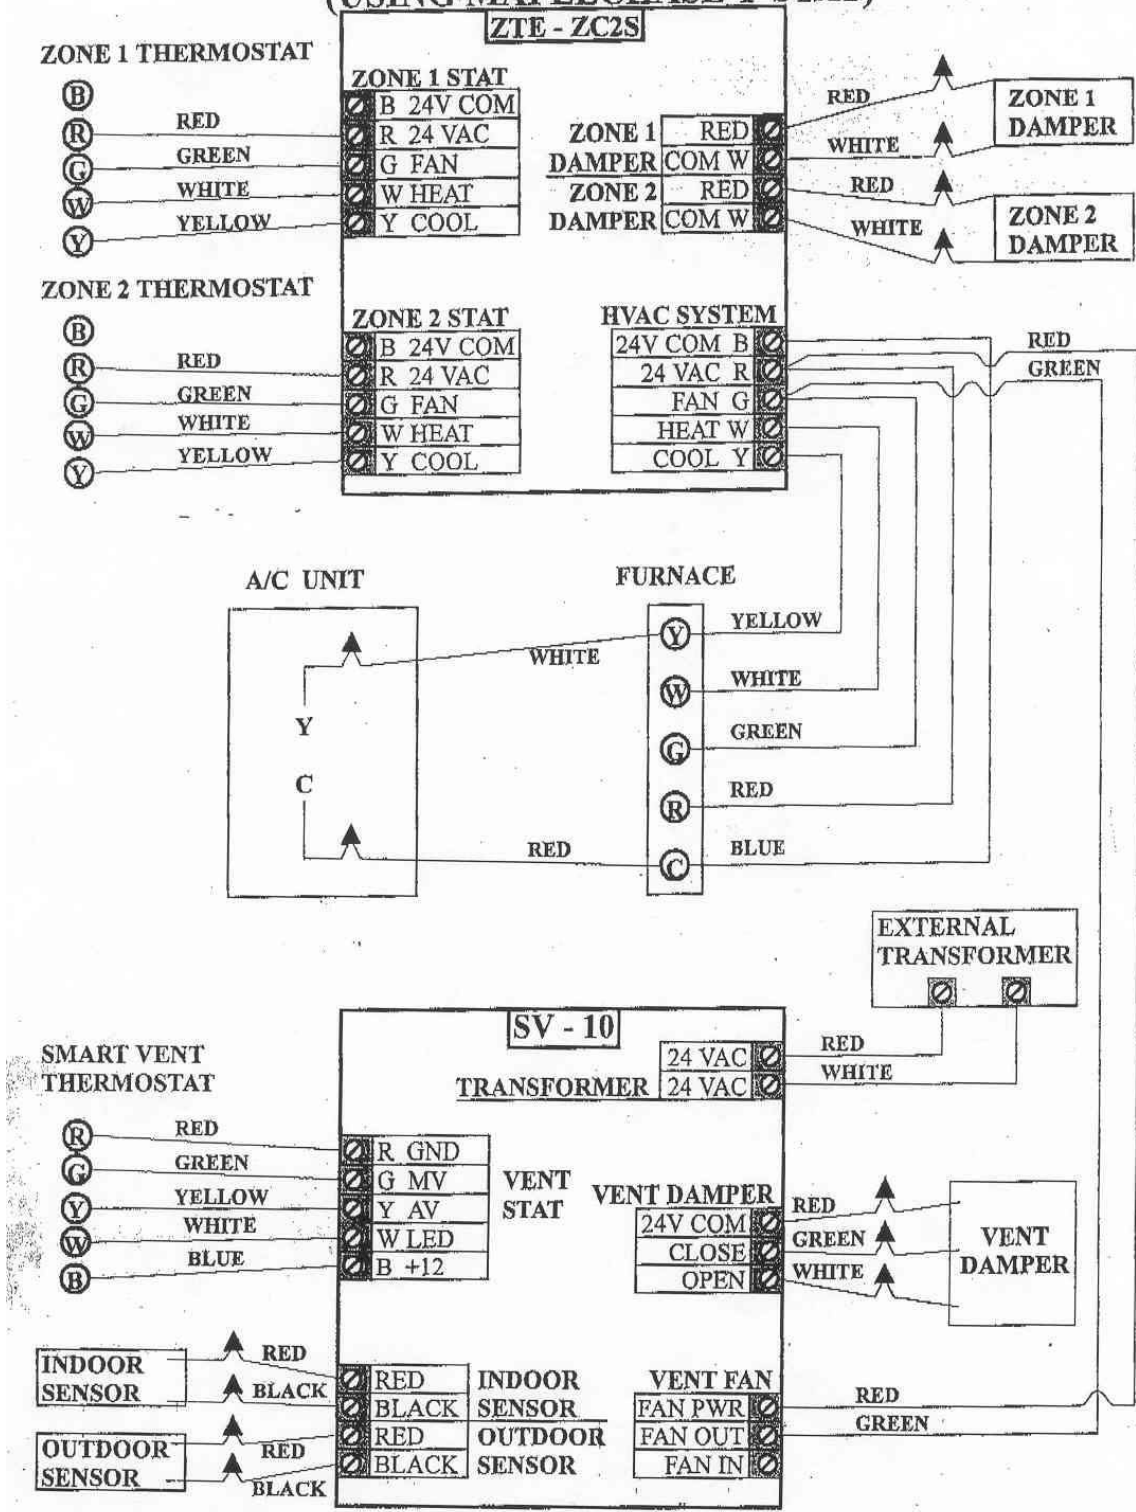 (USING MAPLECHASE
ZTE - ZC2S
ZONE 1 THERMOSTAT
B
R
G
W
Y
RED
GREEN
WHITE
YELLOW
ZONE 1 STAT
B 24V COM
R 24 VAC
G FAN
W HEAT
Y COOL
ZONE 1 RED
DAMPER COM W
ZONE 2 RED
DAMPER COM W
RED
WHITE
RED
WHITE
ZONE 1
DAMPER
ZONE 2
DAMPER
ZONE 2 THERMOSTAT
B
R
G
W
Y
RED
GREEN
WHITE
YELLOW
ZONE 2 STAT
B 24V COM
R 24 VAC
G FAN
W HEAT
Y COOL
HVAC SYSTEM
24V COM B
24 VAC R
FAN G
HEAT W
COOL Y
RED
GREEN
A/C UNIT
Y
C
WHITE
RED
FURNACE
Y
W
G
R
C
YELLOW
WHITE
GREEN
RED
BLUE
EXTERNAL
TRANSFORMER
SV - 10
24 VAC
TRANSFORMER 24 VAC
RED
WHITE
SMART VENT
THERMOSTAT
R
G
Y
W
B
RED
GREEN
YELLOW
WHITE
BLUE
R GND
G MV
Y AV
W LED
B +12
VENT
STAT
VENT DAMPER
24V COM
CLOSE
OPEN
RED
GREEN
WHITE
VENT
DAMPER
INDOOR
SENSOR
RED
BLACK
OUTDOOR
SENSOR
RED
BLACK
RED INDOOR
BLACK SENSOR
RED OUTDOOR
BLACK SENSOR
VENT FAN
FAN PWR
FAN OUT
FAN IN
RED
GREEN